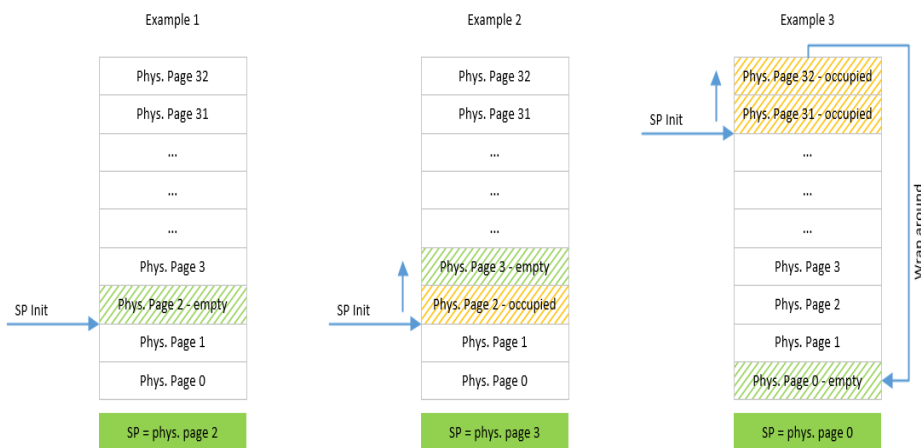 Example 1
Phys. Page 32
Phys. Page 31
...
...
...
Phys. Page 3
Phys. Page 2 - empty
SP Init
Phys. Page 1
Phys. Page 0
SP = phys. page 2
Example 2
Phys. Page 32
Phys. Page 31
...
...
...
Phys. Page 3 - empty
Phys. Page 2 - occupied
SP Init
Phys. Page 1
Phys. Page 0
SP = phys. page 3
Example 3
Phys. Page 32 - occupied
Phys. Page 31 - occupied
SP Init
...
...
...
Phys. Page 3
Phys. Page 2
Phys. Page 1
Phys. Page 0 - empty
Wrap around
SP = phys. page 0